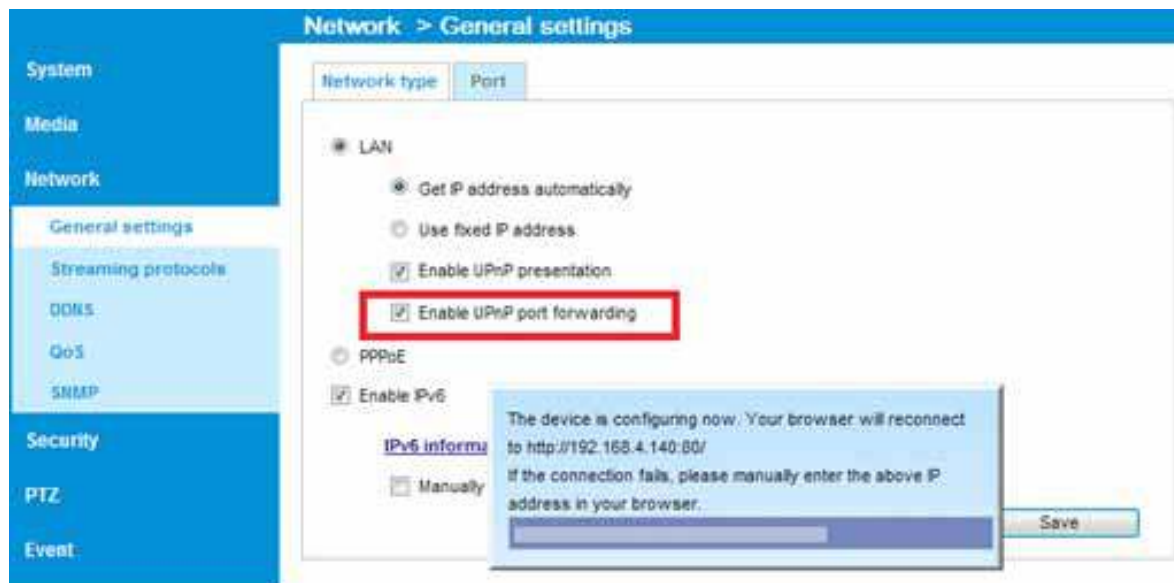 Network > General settings
System
Media
Network
General settings
Streaming protocols
DDNS
QoS
SNMP
Security
PTZ
Event
Network type
Port
LAN
Get IP address automatically
Use fixed IP address
Enable UPnP presentation
Enable UPnP port forwarding
PPPoE
Enable IPv6
IPv6 informa
Manually
The device is configuring now. Your browser will reconnect
to http://192.168.4.140:80/
If the connection fails, please manually enter the above IP
address in your browser.
Save